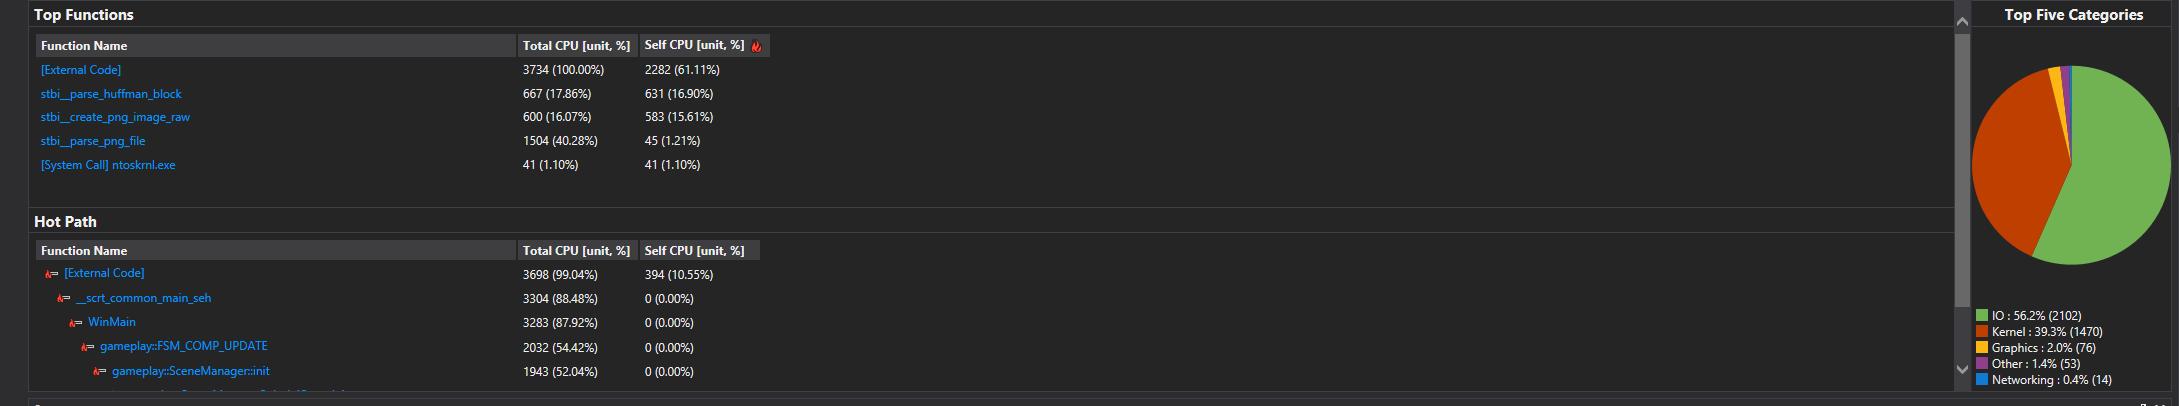 Top Functions
Function Name Total CPU [unit, %] Self CPU [unit, %]
[External Code] 3734 (100.00%) 2282 (61.11%)
stbi__parse_huffman_block 667 (17.86%) 631 (16.90%)
stbi__create_png_image_raw 600 (16.07%) 583 (15.61%)
stbi__parse_png_file 1504 (40.28%) 45 (1.21%)
[System Call] ntoskrnl.exe 41 (1.10%) 41 (1.10%)
Hot Path
Function Name Total CPU [unit, %] Self CPU [unit, %]
[External Code] 3698 (99.04%) 394 (10.55%)
__scrt_common_main_seh 3304 (88.48%) 0 (0.00%)
WinMain 3283 (87.92%) 0 (0.00%)
gameplay::FSM_COMP_UPDATE 2032 (54.42%) 0 (0.00%)
gameplay::SceneManager::init 1943 (52.04%) 0 (0.00%)
Top Five Categories
IO : 56.2% (2102)
Kernel : 39.3% (1470)
Graphics : 2.0% (76)
Other : 1.4% (53)
Networking : 0.4% (14)